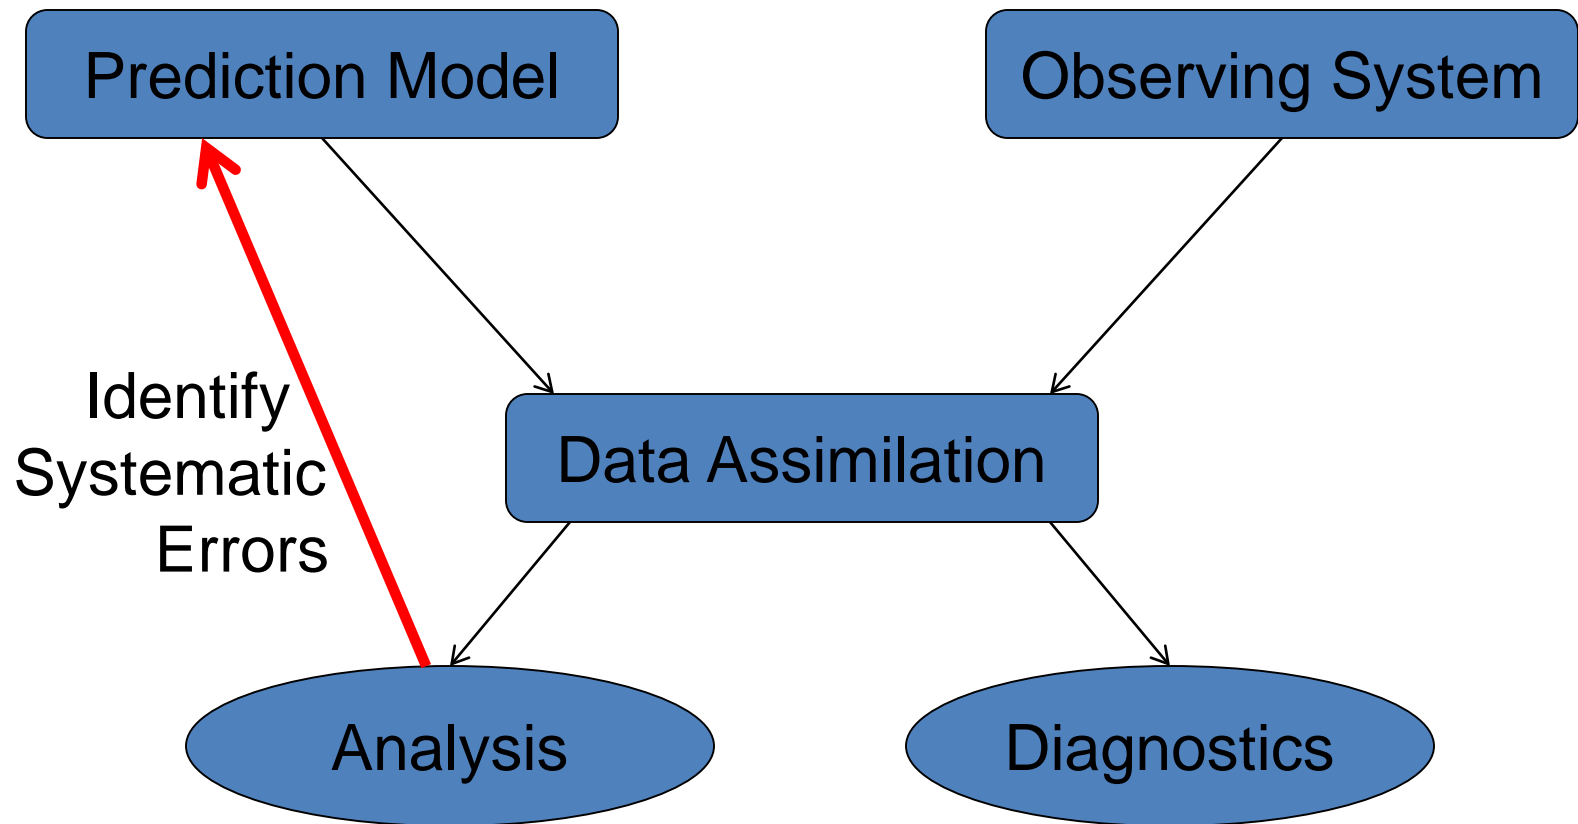 Prediction Model
Observing System
Identify
Systematic
Errors
Data Assimilation
Analysis
Diagnostics